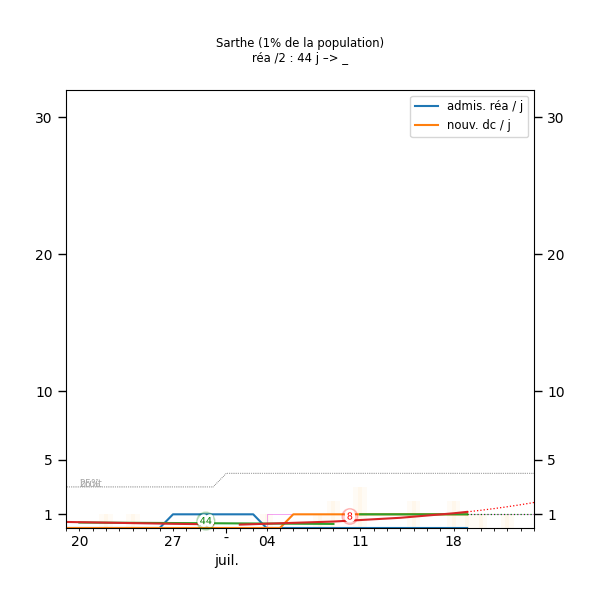 Sarthe (1% de la population)
réa /2 : 44 j –> _
admis. réa / j
nouv. dc / j
30 30
20 20
10 10
5 5
44 8
1 1
20 27 - 04 11 18
juil.